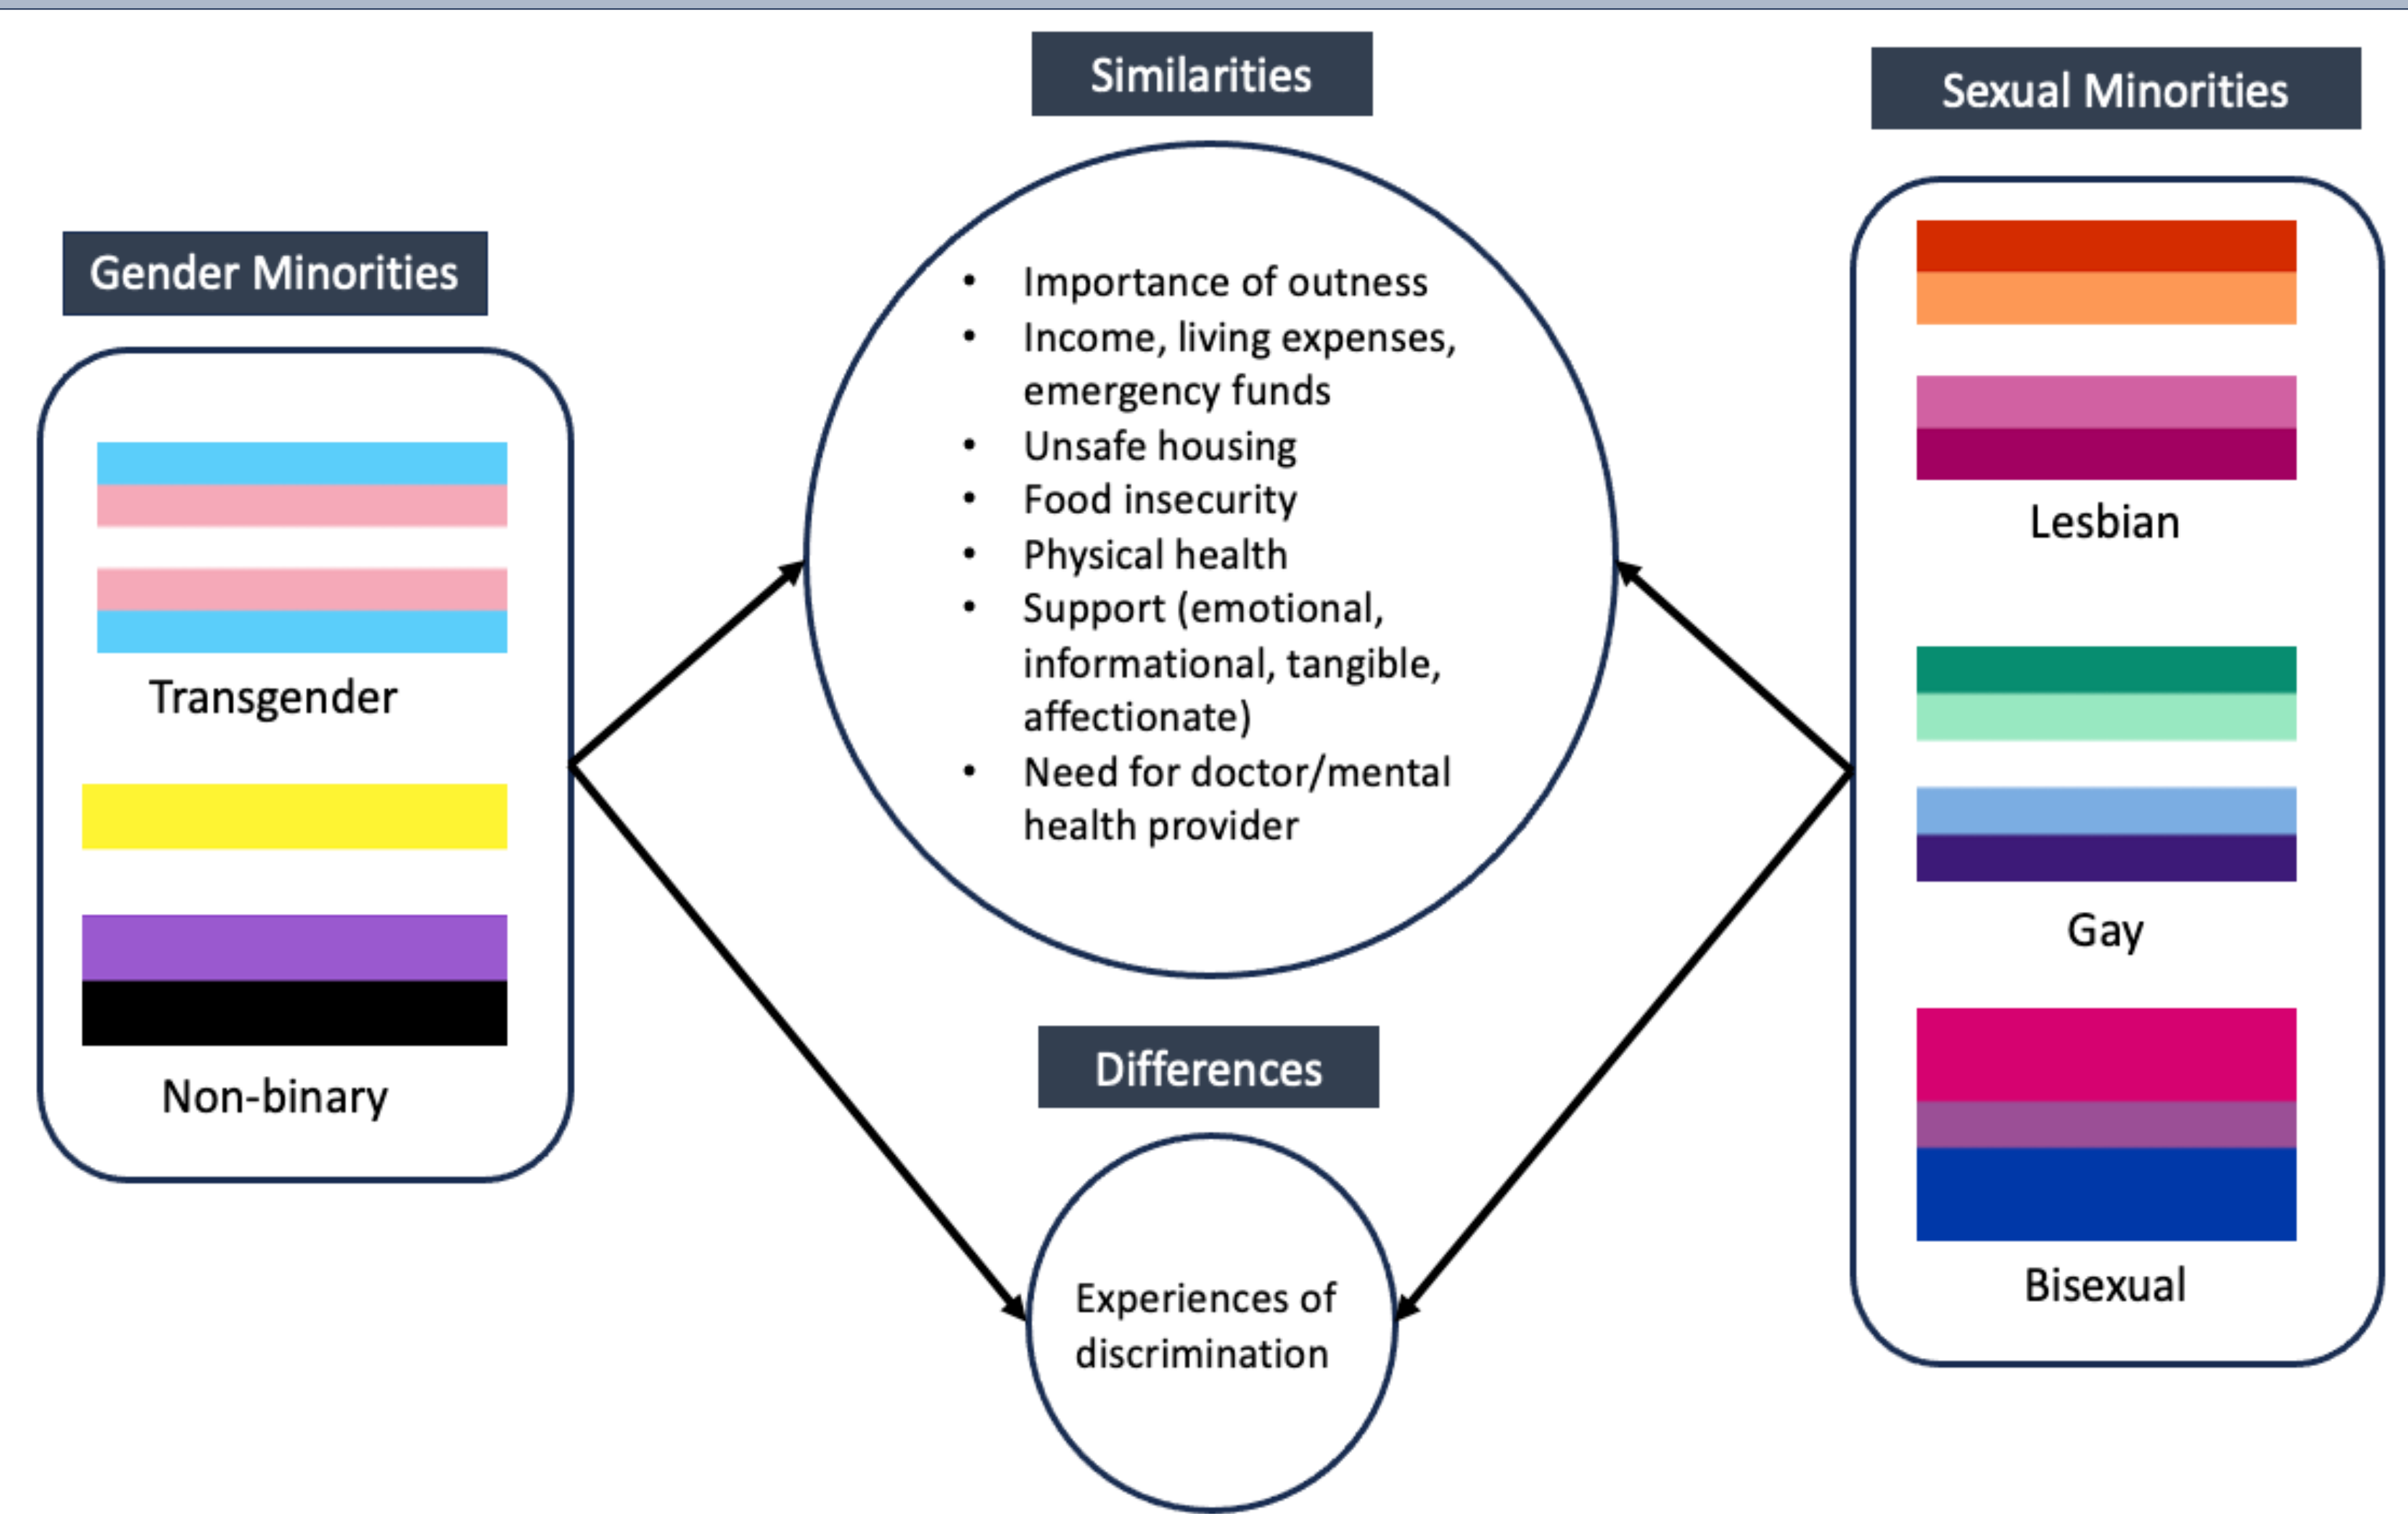 Gender Minorities
Transgender
Non-binary
Similarities
• Importance of outness
• Income, living expenses,
emergency funds
• Unsafe housing
• Food insecurity
• Physical health
• Support (emotional,
informational, tangible,
affectionate)
• Need for doctor/mental
health provider
Differences
Experiences of
discrimination
Sexual Minorities
Lesbian
Gay
Bisexual